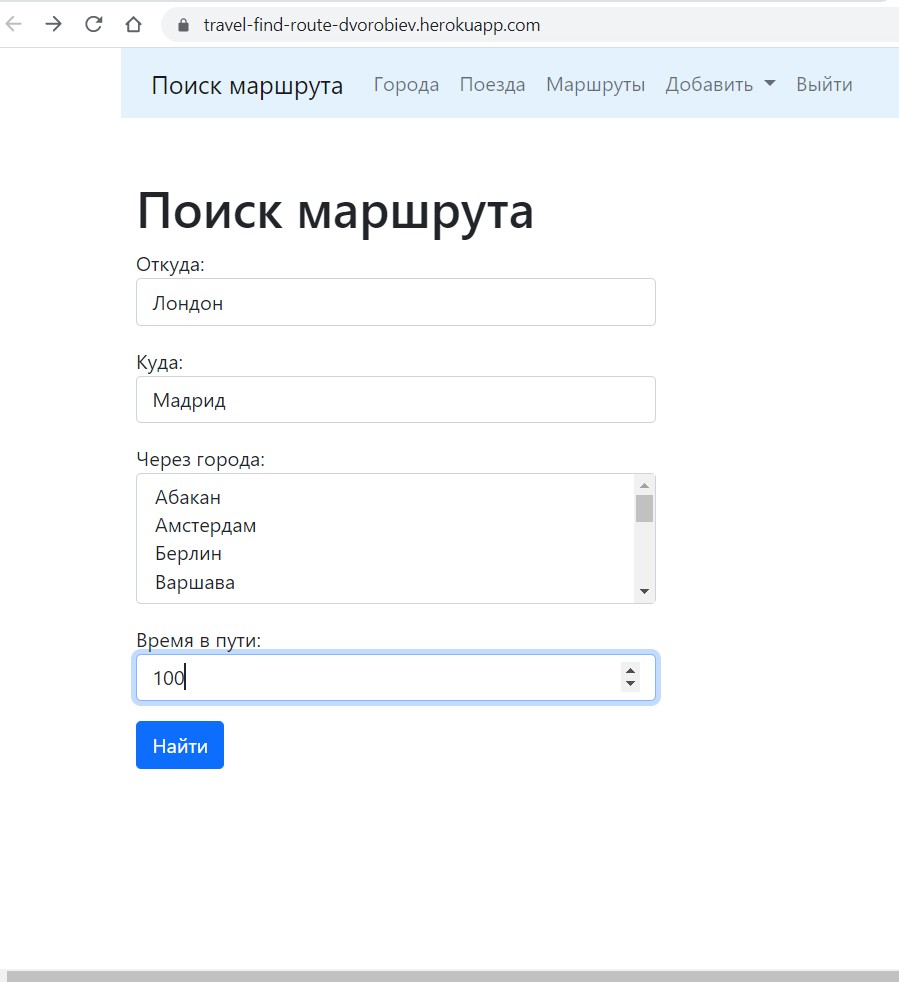 travel-find-route-dvorobiev.herokuapp.com
Поиск маршрута Города Поезда Маршруты Добавить Выйти
Поиск маршрута
Откуда:
Лондон
Куда:
Мадрид
Через города:
Абакан
Амстердам
Берлин
Варшава
Время в пути:
100
Найти